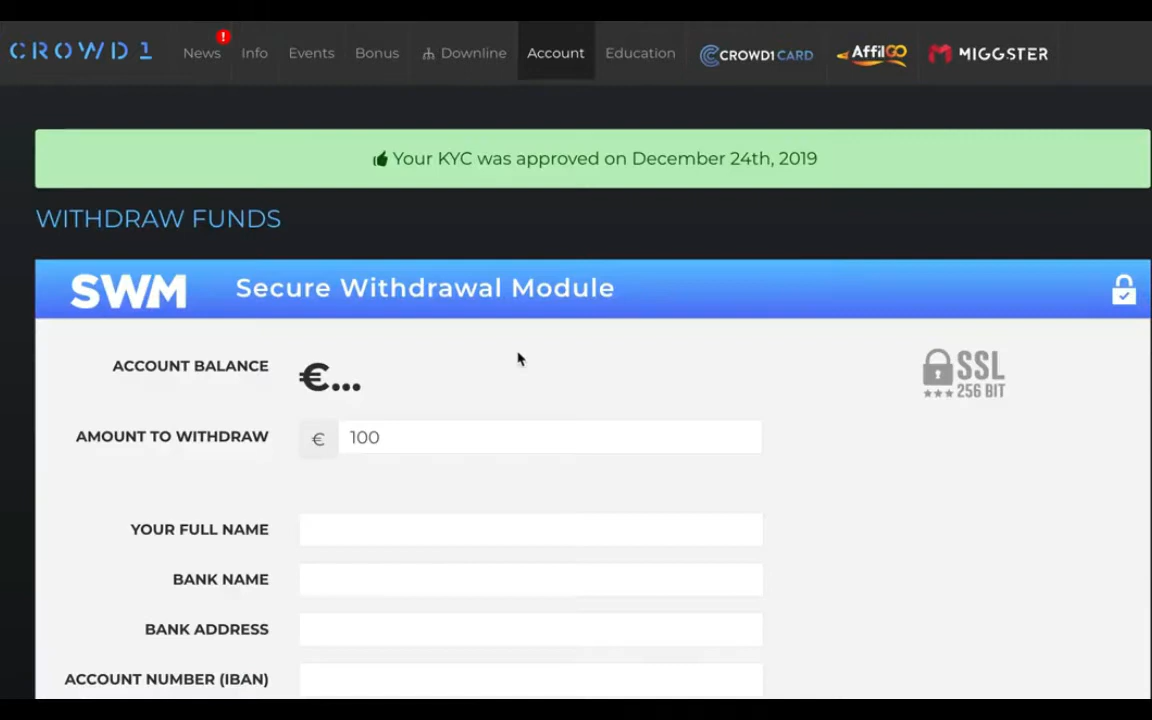 CROWD1 News ! Info Events Bonus Downline Account Education CROWD1CARD AffilGO MIGGSTER
Your KYC was approved on December 24th, 2019
WITHDRAW FUNDS
SWM Secure Withdrawal Module
ACCOUNT BALANCE €...
SSL
256 BIT
AMOUNT TO WITHDRAW € 100
YOUR FULL NAME
BANK NAME
BANK ADDRESS
ACCOUNT NUMBER (IBAN)